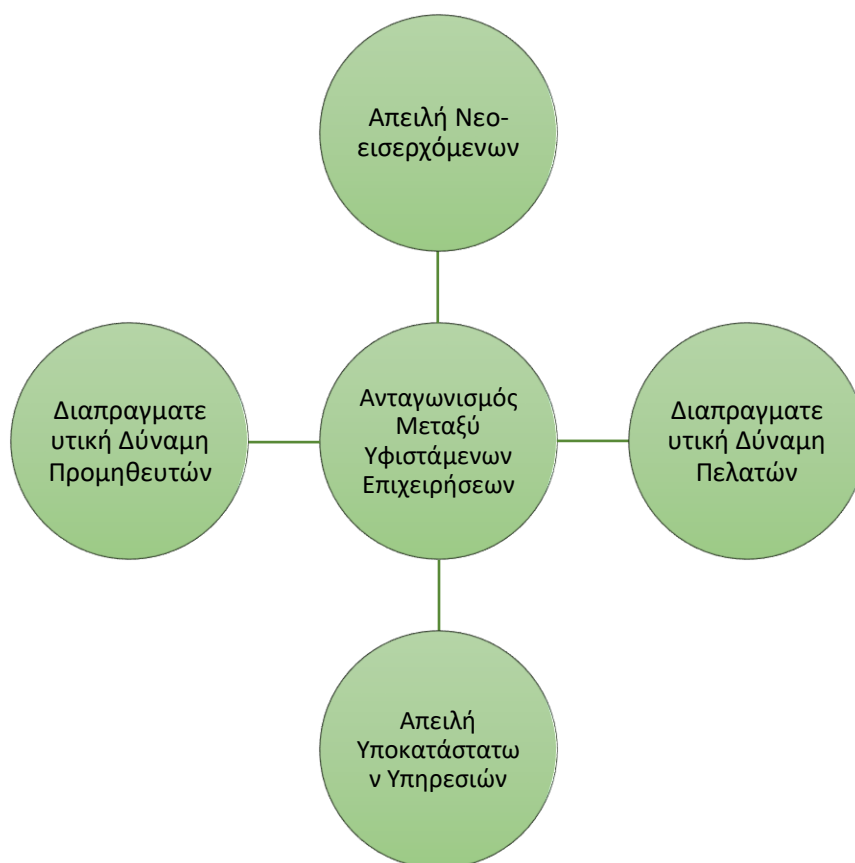 Απειλή Νεο-
εισερχόμενων
Διαπραγματε
υτική Δύναμη
Προμηθευτών
Ανταγωνισμός
Μεταξύ
Υφιστάμενων
Επιχειρήσεων
Διαπραγματε
υτική Δύναμη
Πελατών
Απειλή
Υποκατάστατω
ν Υπηρεσιών